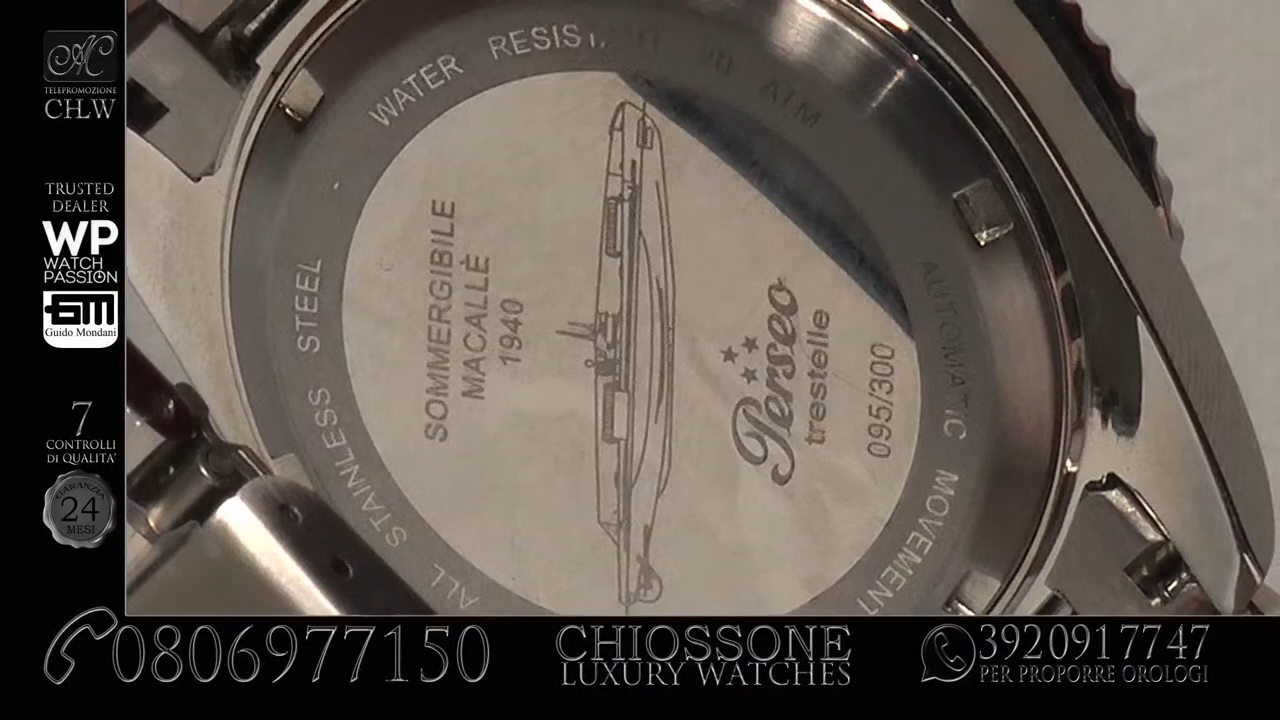 AC
TELEPROMOZIONE
CHLW
TRUSTED
DEALER
WP
WATCH
PASSION
GM
Guido Mondani
7
CONTROLLI
DI QUALITA'
GARANZIA
24
MESI
WATER RESIST.
ATM
AUTOMATIC MOVEMENT
ALL STAINLESS STEEL
SOMMERGIBILE
MACALLÈ
1940
Perseo
trestelle
095/300
0806977150
CHIOSSONE
LUXURY WATCHES
3920917747
PER PROPORRE OROLOGI